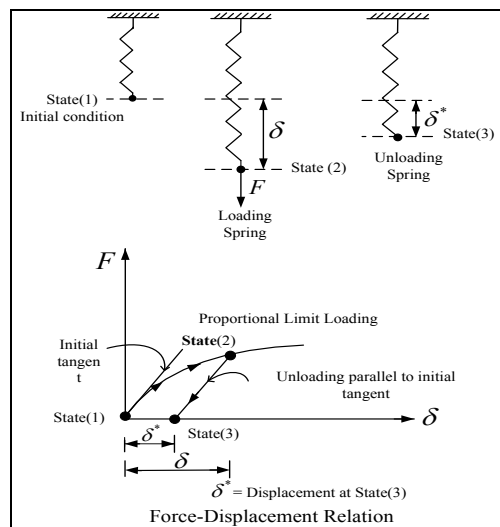 State(1)
Initial condition
δ
δ*
State (2)
State(3)
F
Unloading
Spring
Loading
Spring
F
Proportional Limit Loading
State(2)
Initial
tangen
t
Unloading parallel to initial
tangent
State(1)
State(3)
δ
δ*
δ
δ* = Displacement at State(3)
Force-Displacement Relation